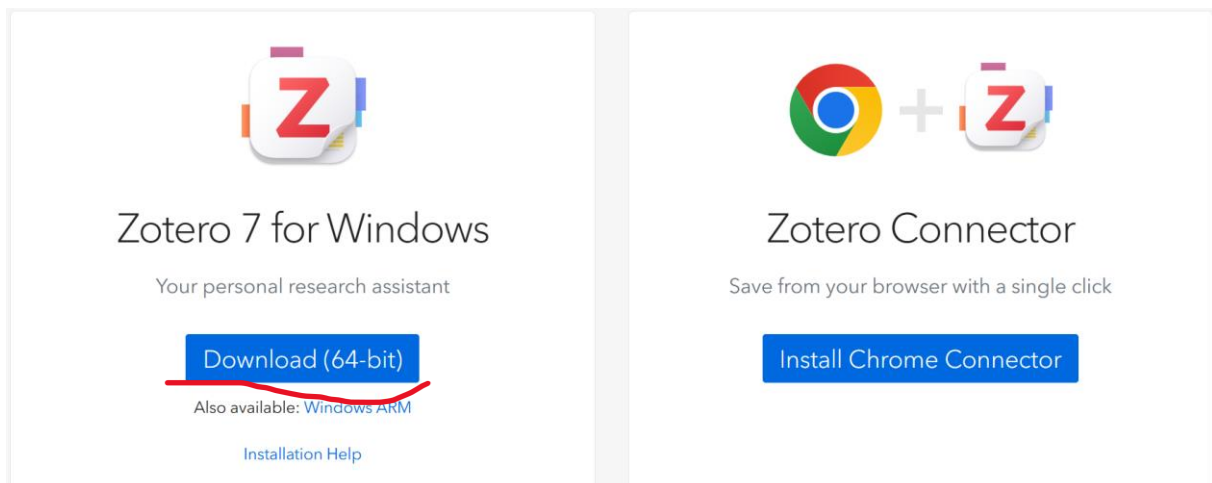 Z
Z
Zotero 7 for Windows
Your personal research assistant
Download (64-bit)
Also available: Windows ARM
Installation Help
Zotero Connector
Save from your browser with a single click
Install Chrome Connector